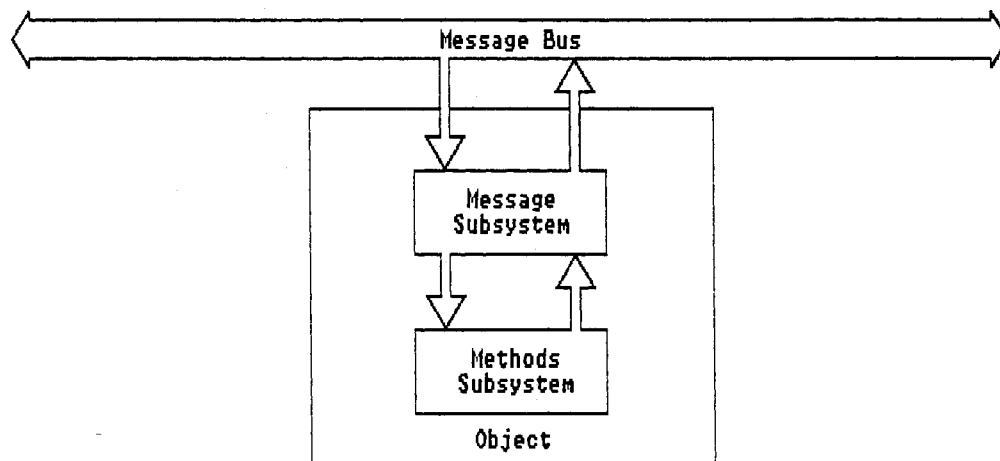 Message Bus
Message
Subsystem
Methods
Subsystem
Object